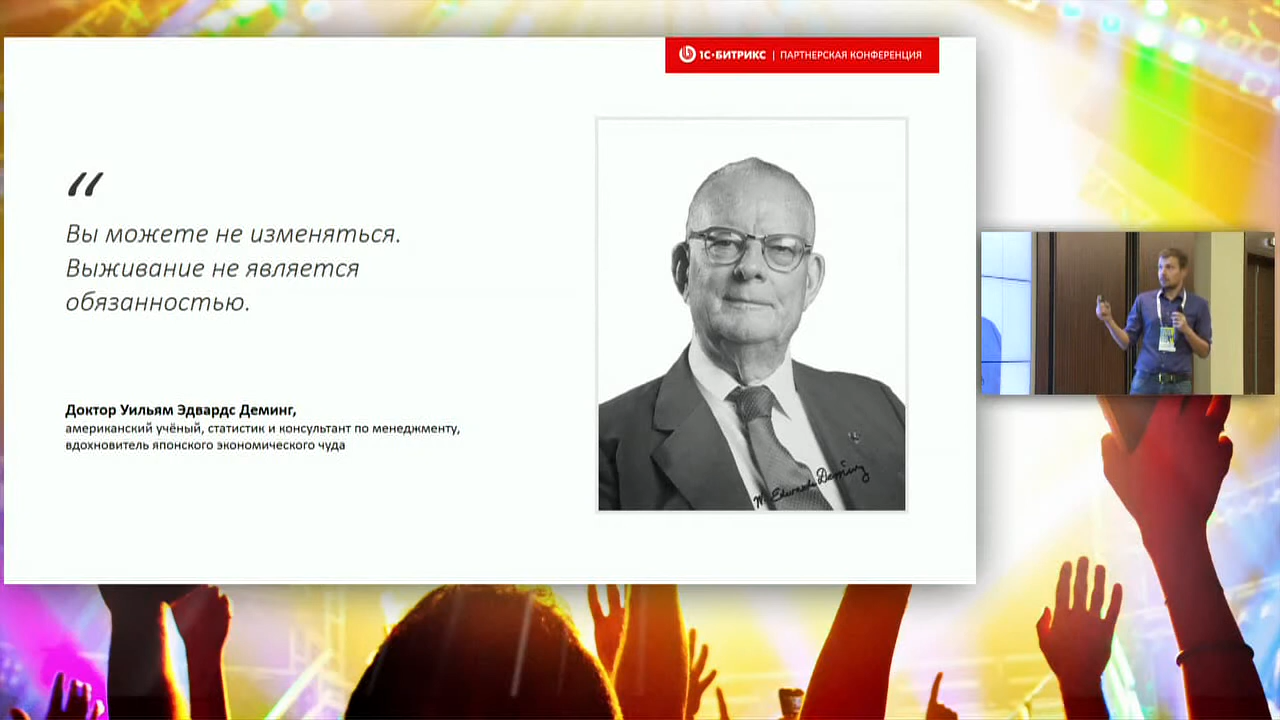 1С·БИТРИКС | ПАРТНЕРСКАЯ КОНФЕРЕНЦИЯ
“
Вы можете не изменяться.
Выживание не является
обязанностью.
Доктор Уильям Эдвардс Деминг,
американский учёный, статистик и консультант по менеджменту,
вдохновитель японского экономического чуда
W. Edwards Deming